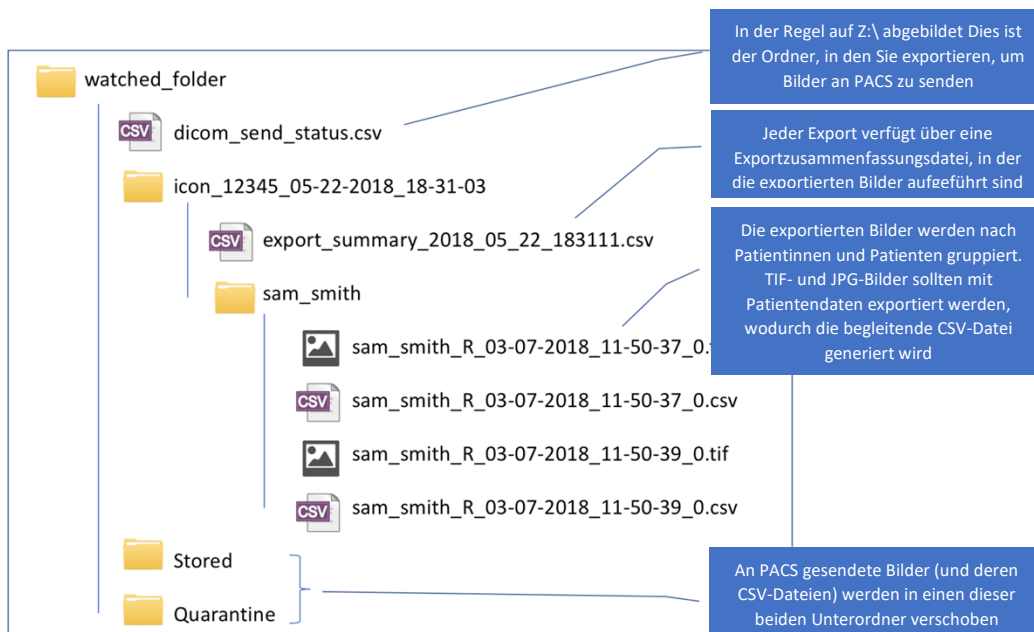 In der Regel auf Z:\ abgebildet Dies ist
der Ordner, in den Sie exportieren, um
Bilder an PACS zu senden
watched_folder
CSV
dicom_send_status.csv
Jeder Export verfügt über eine
Exportzusammenfassungsdatei, in der
die exportierten Bilder aufgeführt sind
icon_12345_05-22-2018_18-31-03
CSV
export_summary_2018_05_22_183111.csv
Die exportierten Bilder werden nach
Patientinnen und Patienten gruppiert.
TIF- und JPG-Bilder sollten mit
Patientendaten exportiert werden,
wodurch die begleitende CSV-Datei
generiert wird
sam_smith
sam_smith_R_03-07-2018_11-50-37_0.
CSV
sam_smith_R_03-07-2018_11-50-37_0.csv
sam_smith_R_03-07-2018_11-50-39_0.tif
CSV
sam_smith_R_03-07-2018_11-50-39_0.csv
Stored
Quarantine
An PACS gesendete Bilder (und deren
CSV-Dateien) werden in einen dieser
beiden Unterordner verschoben